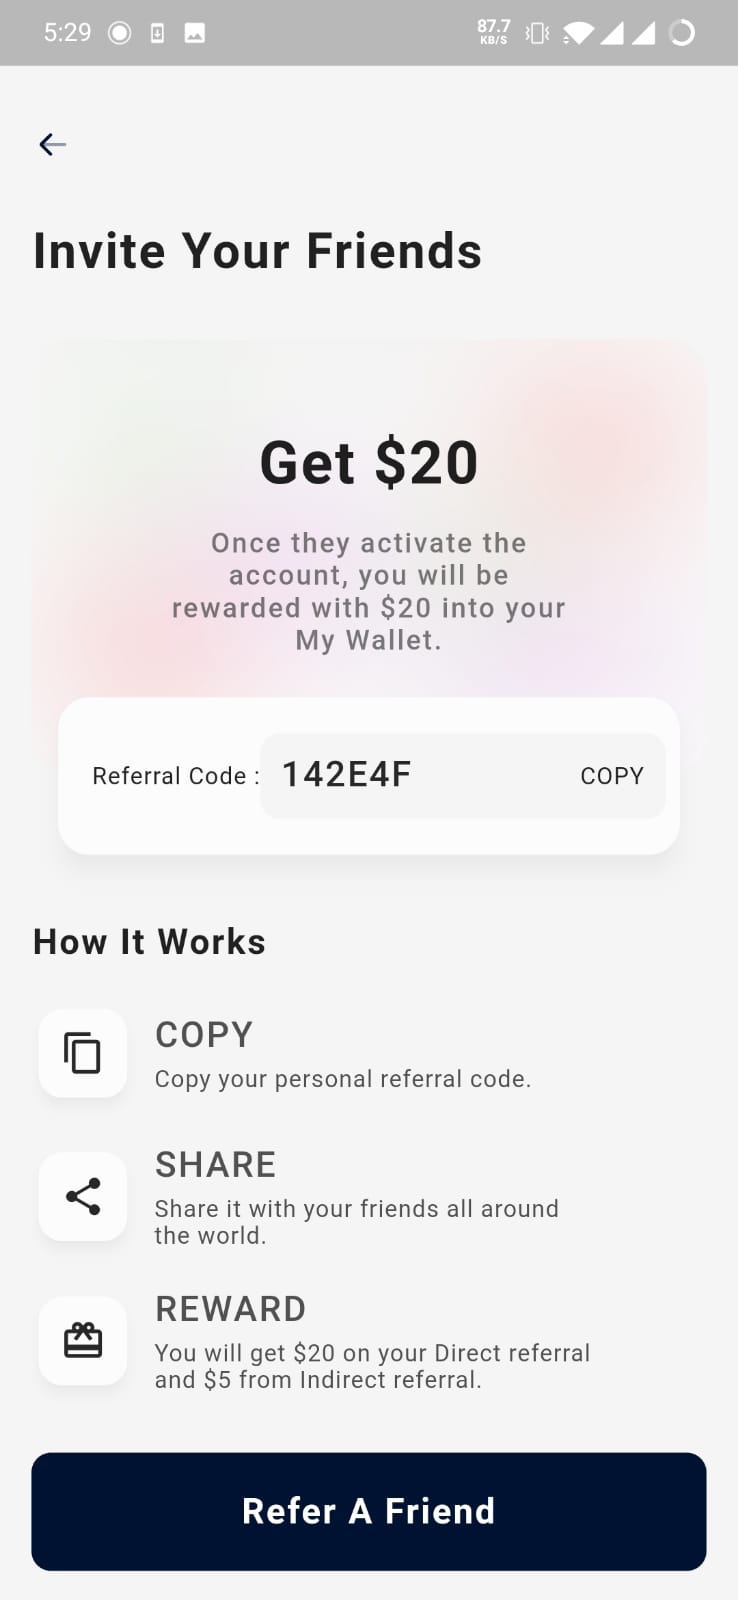 5:29
87.7
KB/S
Invite Your Friends
Get $20
Once they activate the
account, you will be
rewarded with $20 into your
My Wallet.
Referral Code : 142E4F COPY
How It Works
COPY
Copy your personal referral code.
SHARE
Share it with your friends all around
the world.
REWARD
You will get $20 on your Direct referral
and $5 from Indirect referral.
Refer A Friend